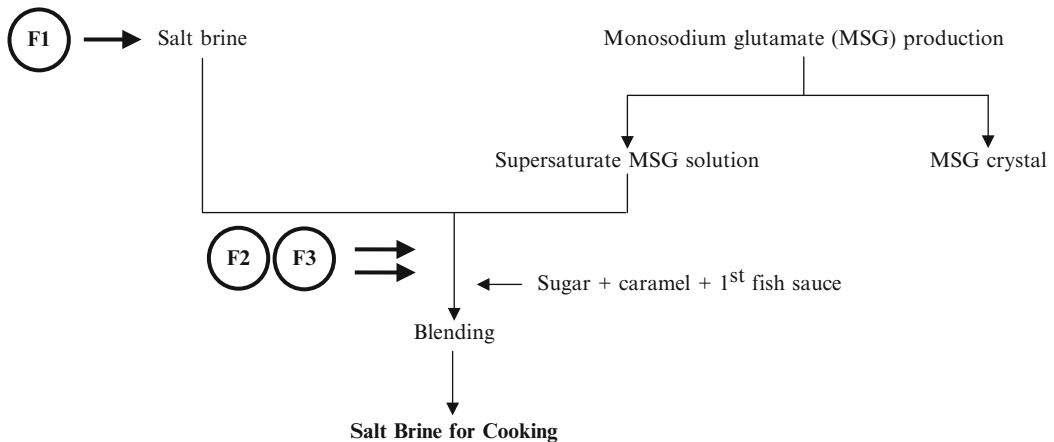 F1
Salt brine
Monosodium glutamate (MSG) production
Supersaturate MSG solution
MSG crystal
F2
F3
Sugar + caramel + 1st fish sauce
Blending
Salt Brine for Cooking